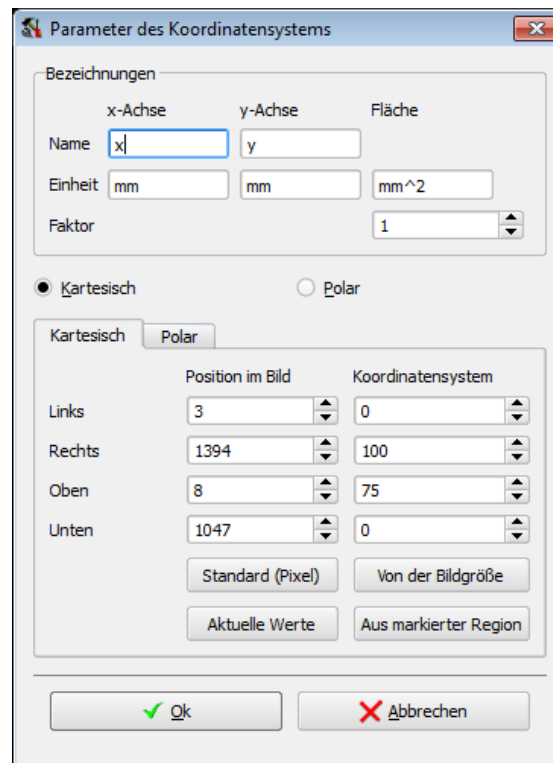 Parameter des Koordinatensystems
Bezeichnungen
x-Achse y-Achse Fläche
Name x y
Einheit mm mm mm^2
Faktor 1
Kartesisch Polar
Kartesisch Polar
Position im Bild Koordinatensystem
Links 3 0
Rechts 1394 100
Oben 8 75
Unten 1047 0
Standard (Pixel) Von der Bildgröße
Aktuelle Werte Aus markierter Region
Ok Abbrechen